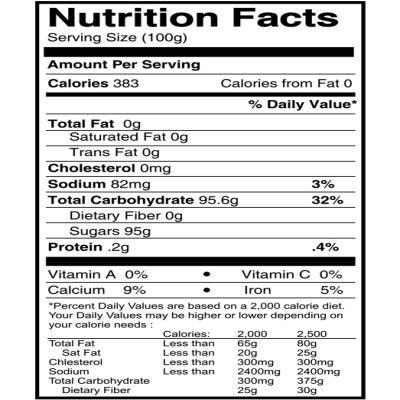 Nutrition Facts
Serving Size (100g)
Amount Per Serving
Calories 383 Calories from Fat 0
% Daily Value*
Total Fat 0g
Saturated Fat 0g
Trans Fat 0g
Cholesterol 0mg
Sodium 82mg 3%
Total Carbohydrate 95.6g 32%
Dietary Fiber 0g
Sugars 95g
Protein .2g .4%
Vitamin A 0% • Vitamin C 0%
Calcium 9% • Iron 5%
*Percent Daily Values are based on a 2,000 calorie diet.
Your Daily Values may be higher or lower depending on
your calorie needs :
Calories: 2,000 2,500
Total Fat Less than 65g 80g
Sat Fat Less than 20g 25g
Chlesterol Less than 300mg 300mg
Sodium Less than 2400mg 2400mg
Total Carbohydrate 300mg 375g
Dietary Fiber 25g 30g